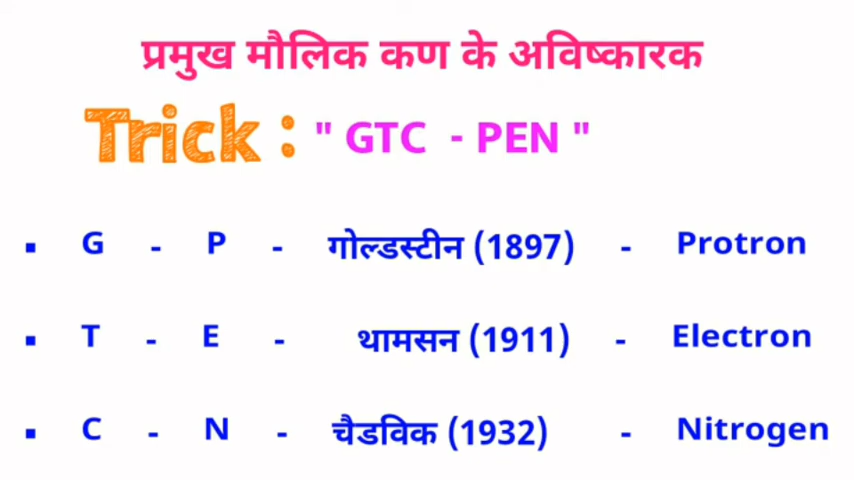 प्रमुख मौलिक कण के अविष्कारक
Trick : " GTC - PEN "
▪ G - P - गोल्डस्टीन (1897) - Protron
▪ T - E - थामसन (1911) - Electron
▪ C - N - चैडविक (1932) - Nitrogen